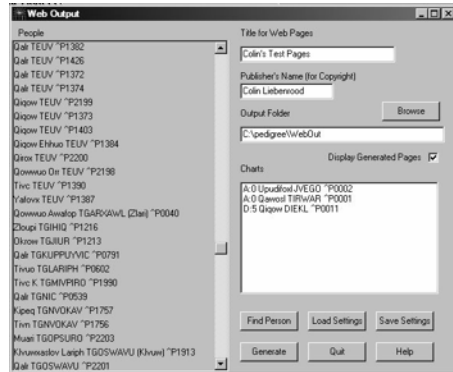 Web Output
People
Qalr TEUV ~P1382
Qalr TEUV ~P1426
Qalr TEUV ~P1372
Qalr TEUV ~P1374
Qiqow TEUV ~P2199
Qiqow TEUV ~P1373
Qiqow TEUV ~P1403
Qiqow Ehhuo TEUV ~P1384
Qirox TEUV ~P2200
Qowwuo Orr TEUV ~P2198
Tivc TEUV ~P1390
Yafovx TEUV ~P1387
Qowwuo Awafop TGARXAWL (Zlari) ~P0040
Zloupi TGIHIQ ~P1216
Okrow TGJIUR ~P1213
Qalr TGKUPPUYVIC ~P0791
Tivuo TGLARIPH ~P0602
Tivc K TGMIVPIRO ~P1990
Qalr TGNIC ~P0539
Kipeq TGNVOKAV ~P1757
Tivn TGNVOKAV ~P1756
Muari TGOPSURO ~P2203
Klvuwxaslov Lariph TGOSWAVU (Klvuw) ~P1913
Qalr TGOSWAVU ~P2201
Title for Web Pages
Colin's Test Pages
Publisher's Name (for Copyright)
Colin Liebenrood
Output Folder
Browse
C:\pedigree\WebOut
Display Generated Pages
Charts
A:0 Upudifoxl JVEGO ~P0002
A:0 Qawosl TIRWAR ~P0001
D:5 Qiqow DIEKL ~P0011
Find Person
Load Settings
Save Settings
Generate
Quit
Help